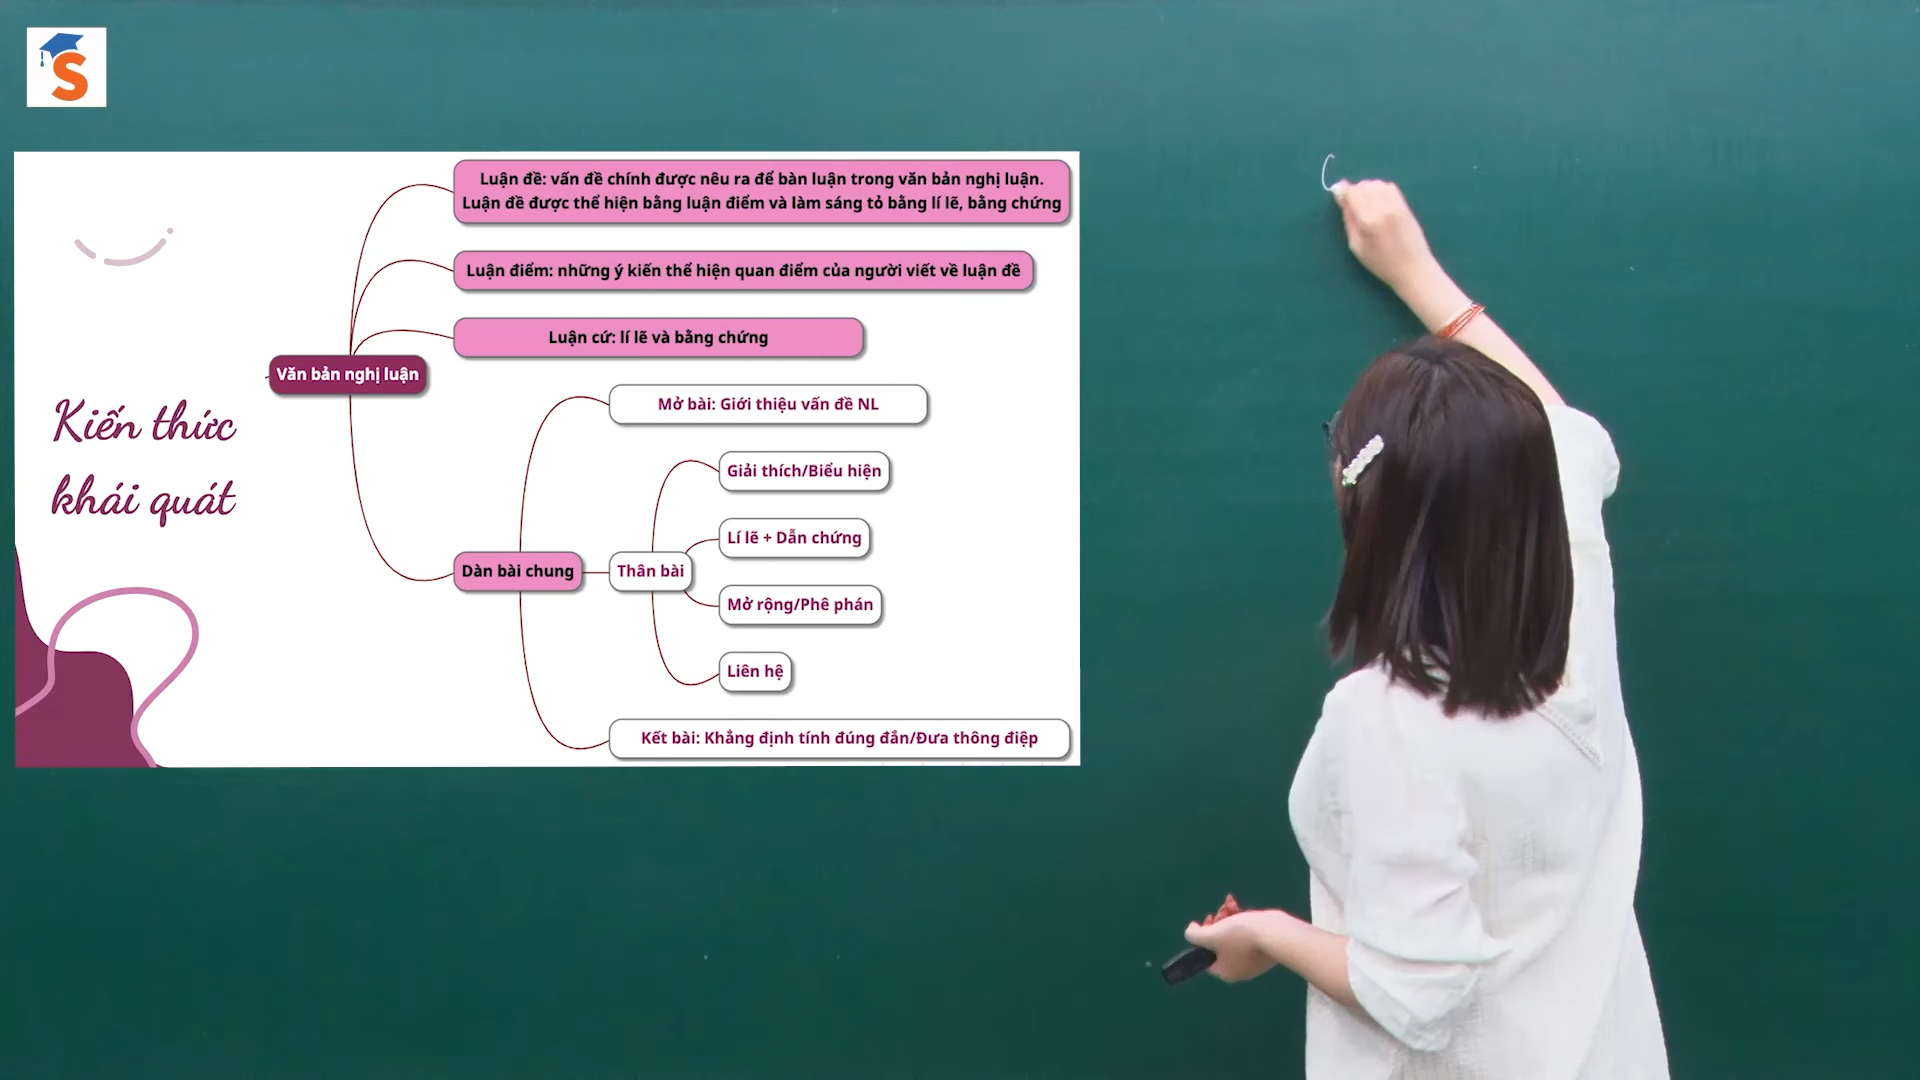 S
Kiến thức
khái quát
Văn bản nghị luận
Luận đề: vấn đề chính được nêu ra để bàn luận trong văn bản nghị luận.
Luận đề được thể hiện bằng luận điểm và làm sáng tỏ bằng lí lẽ, bằng chứng
Luận điểm: những ý kiến thể hiện quan điểm của người viết về luận đề
Luận cứ: lí lẽ và bằng chứng
Dàn bài chung
Mở bài: Giới thiệu vấn đề NL
Thân bài
Giải thích/Biểu hiện
Lí lẽ + Dẫn chứng
Mở rộng/Phê phán
Liên hệ
Kết bài: Khẳng định tính đúng đắn/Đưa thông điệp